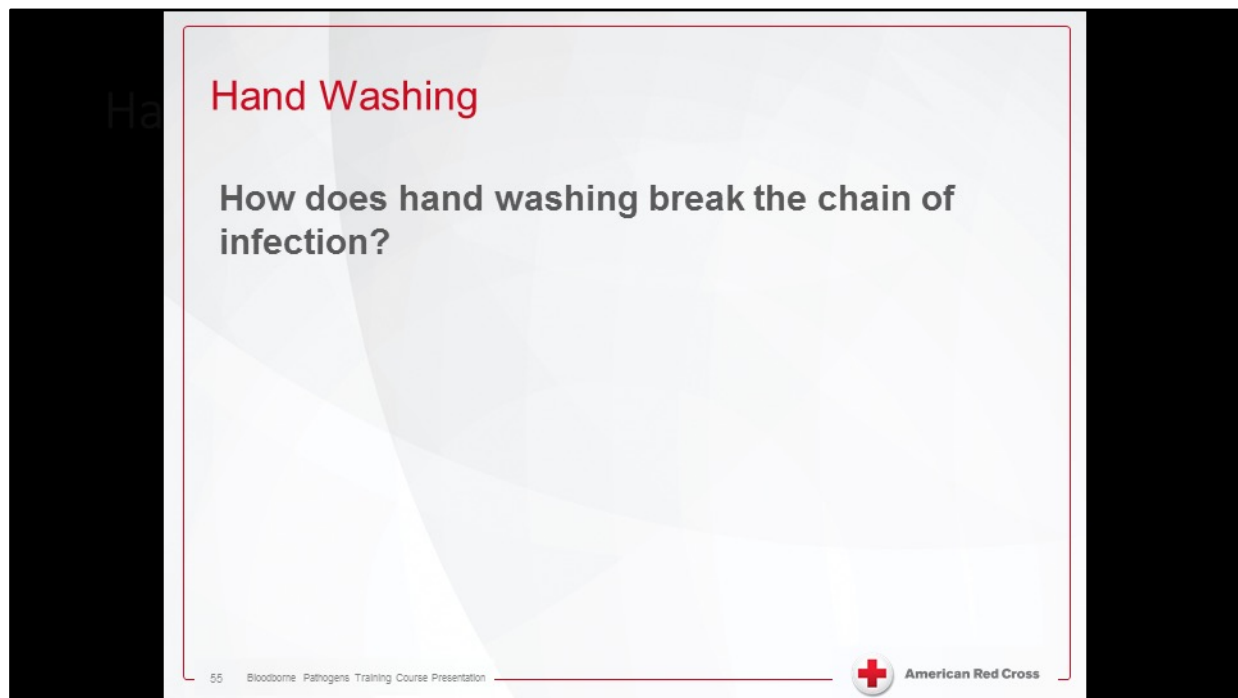 Hand Washing
How does hand washing break the chain of
infection?
55 Bloodborne Pathogens Training Course Presentation
American Red Cross